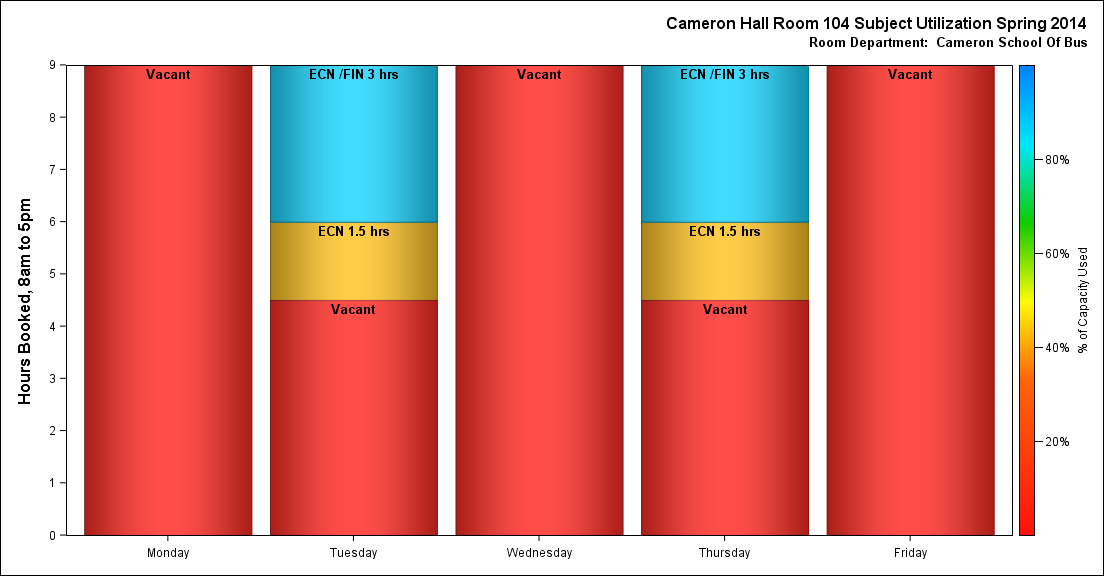 Cameron Hall Room 104 Subject Utilization Spring 2014
Room Department:  Cameron School Of Bus
Hours Booked, 8am to 5pm
9
8
7
6
5
4
3
2
1
0
Vacant
ECN /FIN 3 hrs
Vacant
ECN /FIN 3 hrs
Vacant
ECN 1.5 hrs
ECN 1.5 hrs
Vacant
Vacant
Monday
Tuesday
Wednesday
Thursday
Friday
80%
60%
40%
20%
% of Capacity Used